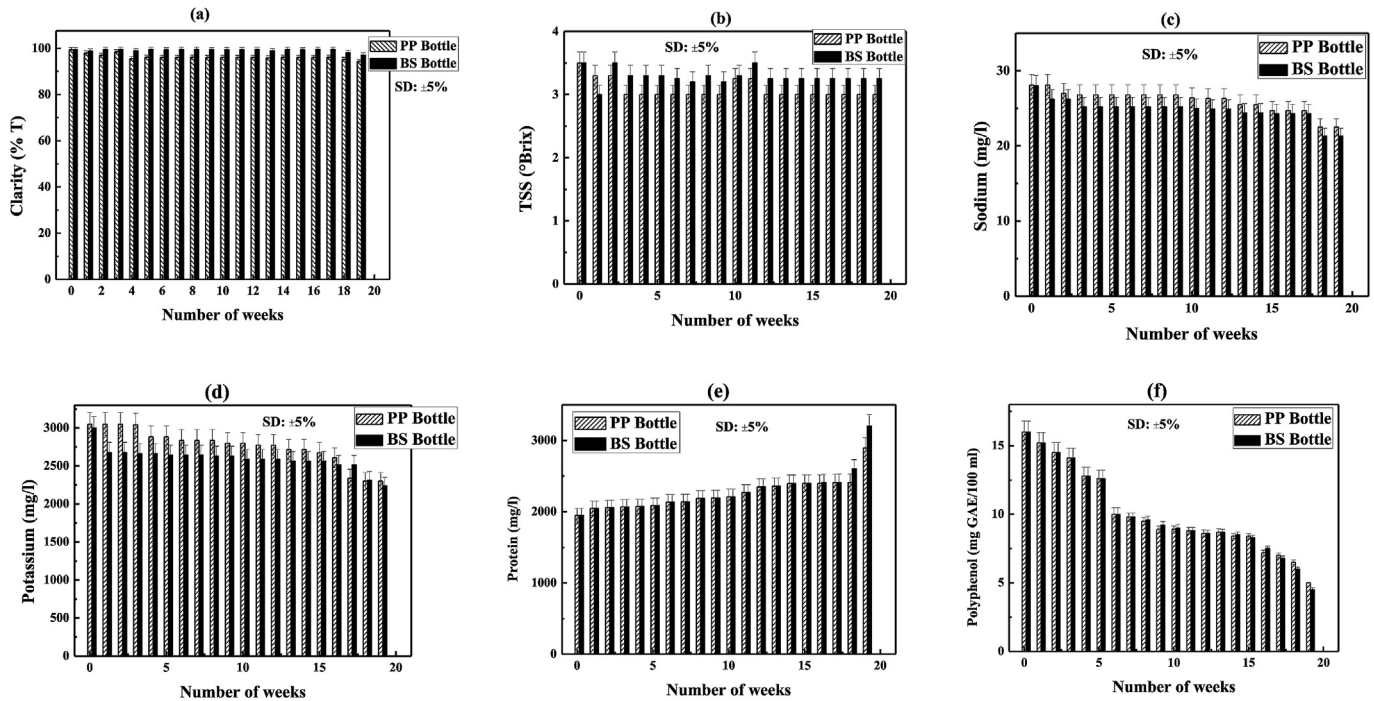 (a)
100
80
60
40
20
0
Clarity (% T)
PP Bottle
BS Bottle
SD: ±5%
0 2 4 6 8 10 12 14 16 18 20
Number of weeks
(b)
4
3
2
1
0
TSS (°Brix)
SD: ±5%
PP Bottle
BS Bottle
0 5 10 15 20
Number of weeks
(c)
30
20
10
0
Sodium (mg/l)
SD: ±5%
PP Bottle
BS Bottle
0 5 10 15 20
Number of weeks
(d)
3000
2500
2000
1500
1000
500
0
Potassium (mg/l)
SD: ±5%
PP Bottle
BS Bottle
0 5 10 15 20
Number of weeks
(e)
3000
2000
1000
0
Protein (mg/l)
PP Bottle
BS Bottle
SD: ±5%
0 5 10 15 20
Number of weeks
(f)
15
10
5
0
Polyphenol (mg GAE/100 ml)
SD: ±5%
PP Bottle
BS Bottle
0 5 10 15 20
Number of weeks